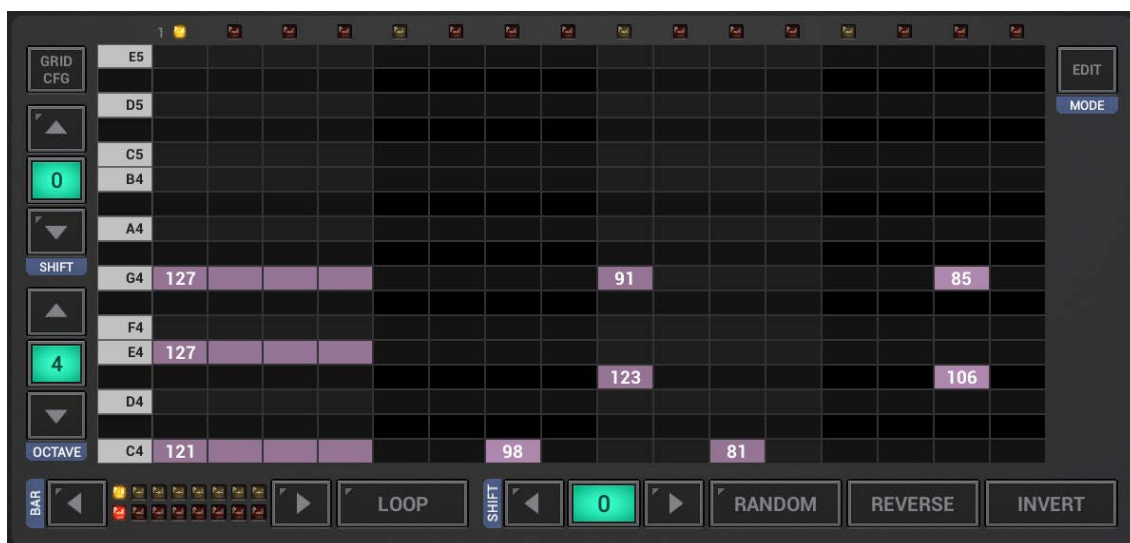 1
GRID
CFG
E5
EDIT
MODE
D5
C5
0
B4
A4
SHIFT
G4 127 91 85
F4
E4 127
4
123 106
D4
OCTAVE
C4 121 98 81
BAR
LOOP
SHIFT
0
RANDOM
REVERSE
INVERT